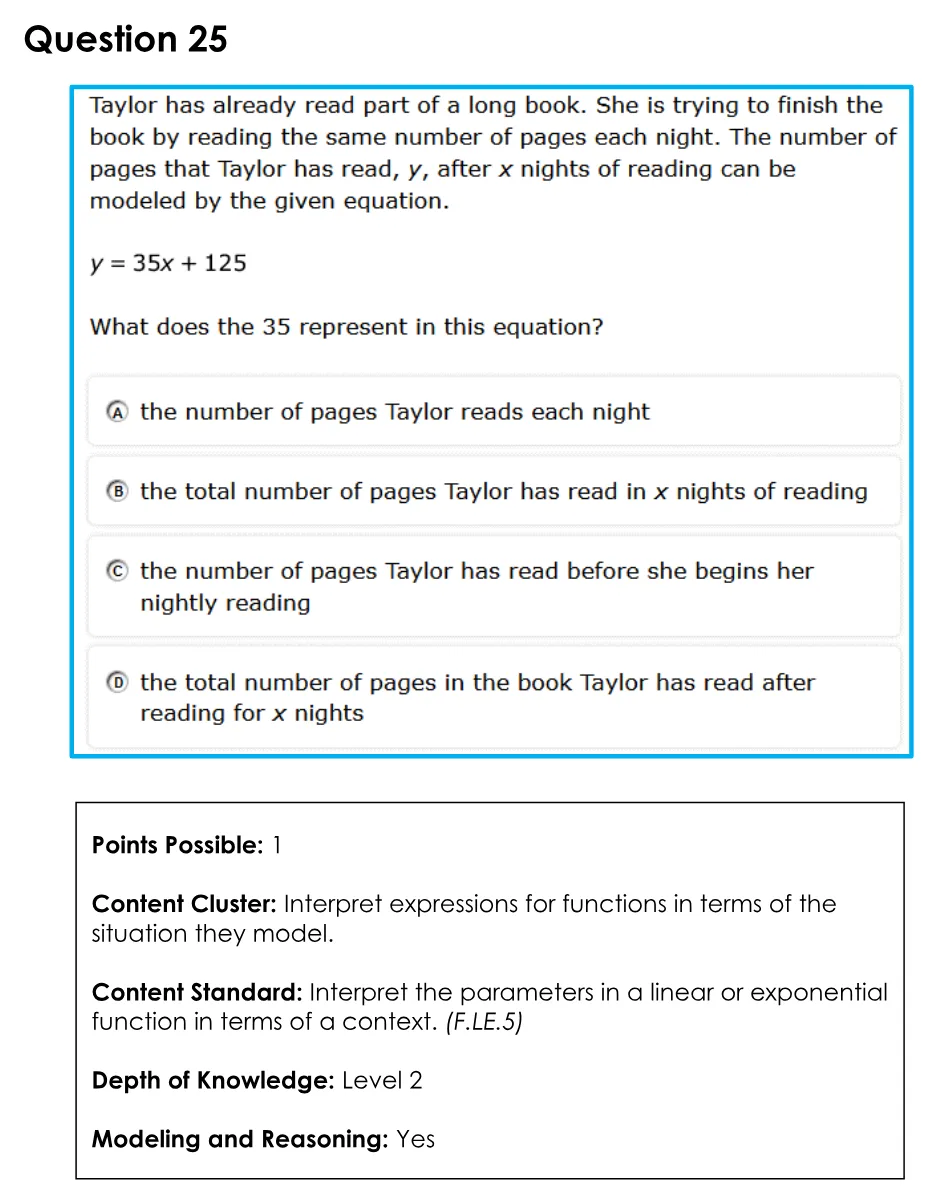 Question 25
Taylor has already read part of a long book. She is trying to finish the
book by reading the same number of pages each night. The number of
pages that Taylor has read, y, after x nights of reading can be
modeled by the given equation.
y = 35x + 125
What does the 35 represent in this equation?
A the number of pages Taylor reads each night
B the total number of pages Taylor has read in x nights of reading
C the number of pages Taylor has read before she begins her
nightly reading
D the total number of pages in the book Taylor has read after
reading for x nights
Points Possible: 1
Content Cluster: Interpret expressions for functions in terms of the
situation they model.
Content Standard: Interpret the parameters in a linear or exponential
function in terms of a context. (F.LE.5)
Depth of Knowledge: Level 2
Modeling and Reasoning: Yes